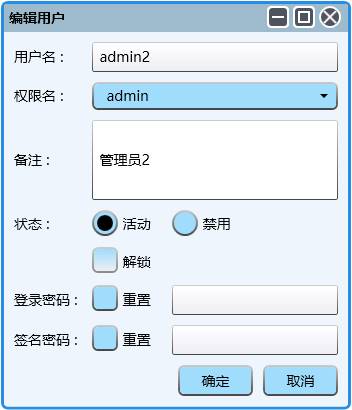 编辑用户
用户名： admin2
权限名： admin
备注： 管理员2
状态： 活动 禁用
解锁
登录密码： 重置
签名密码： 重置
确定 取消